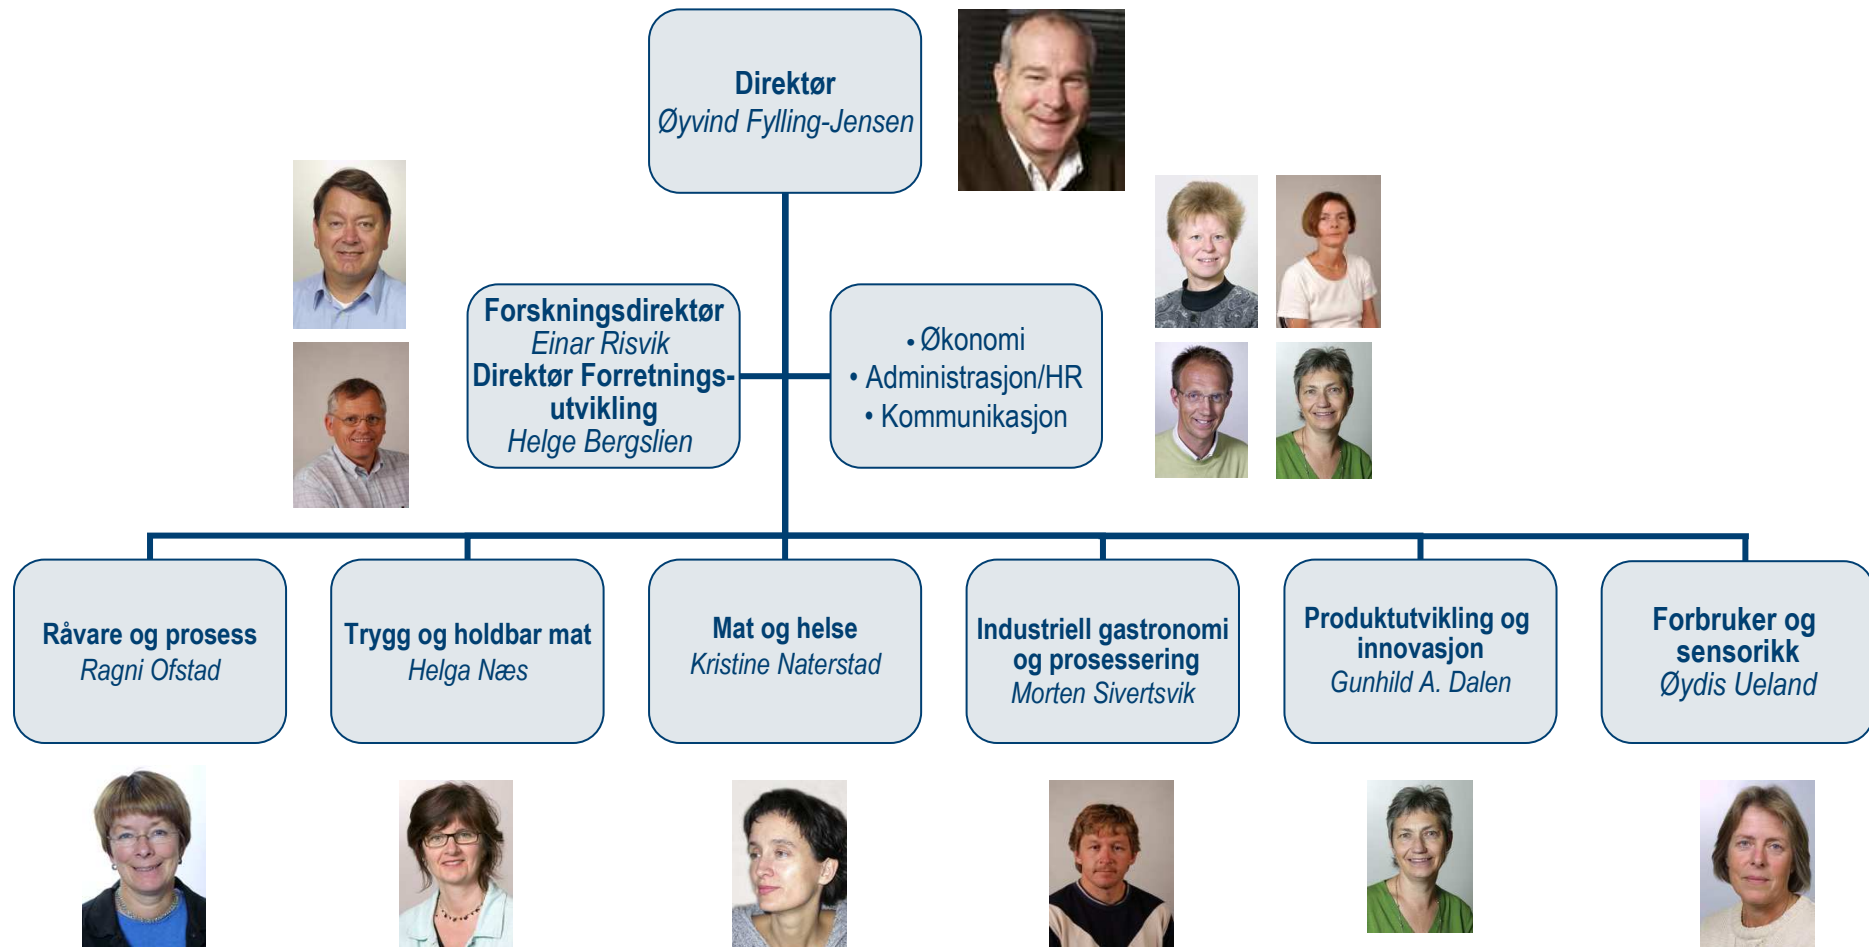 Direktør
Øyvind Fylling-Jensen
Forskningsdirektør
Einar Risvik
Direktør Forretnings-
utvikling
Helge Bergslien
• Økonomi
• Administrasjon/HR
• Kommunikasjon
Råvare og prosess
Ragni Ofstad
Trygg og holdbar mat
Helga Næs
Mat og helse
Kristine Naterstad
Industriell gastronomi
og prosessering
Morten Sivertsvik
Produktutvikling og
innovasjon
Gunhild A. Dalen
Forbruker og
sensorikk
Øydis Ueland